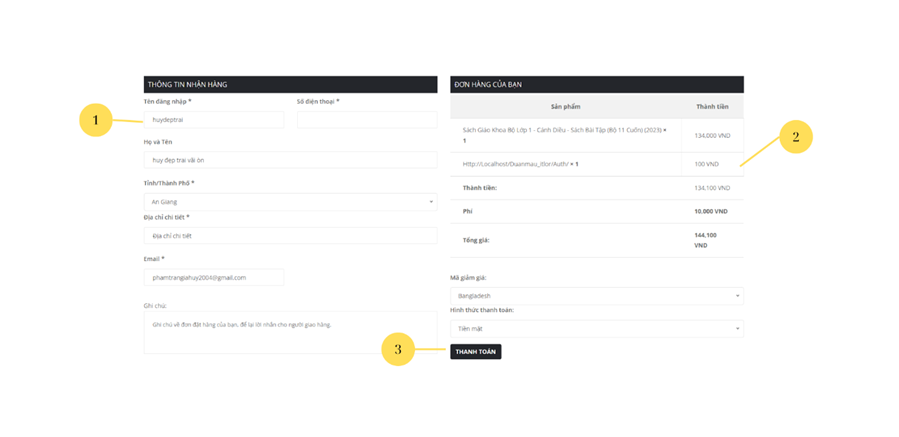 THÔNG TIN NHẬN HÀNG
Tên đăng nhập *
Số điện thoại *
1
huydeptrai
Họ và Tên
huy đẹp trai vãi ò n
Tỉnh/Thành Phố *
An Giang
Địa chỉ chi tiết *
Địa chỉ chi tiết
Email *
phamtrangiahuy2004@gmail.com
Ghi chú:
Ghi chú về đơn đặt hàng của bạn, để lại lời nhắn cho người giao hàng.
ĐƠN HÀNG CỦA BẠN
Sản phẩm
Thành tiền
Sách Giáo Khoa Bộ Lớp 1 - Cánh Diều - Sách Bài Tập (Bộ 11 Cuốn) (2023) ×
1
134,000 VND
2
Http://Localhost/Duanmau_itlor/Auth/ × 1
100 VND
Thành tiền:
134,100 VND
Phí
10.000 VND
Tổng giá:
144,100
VND
Mã giảm giá:
Bangladesh
Hình thức thanh toán:
Tiền mặt
3
THANH TOÁN